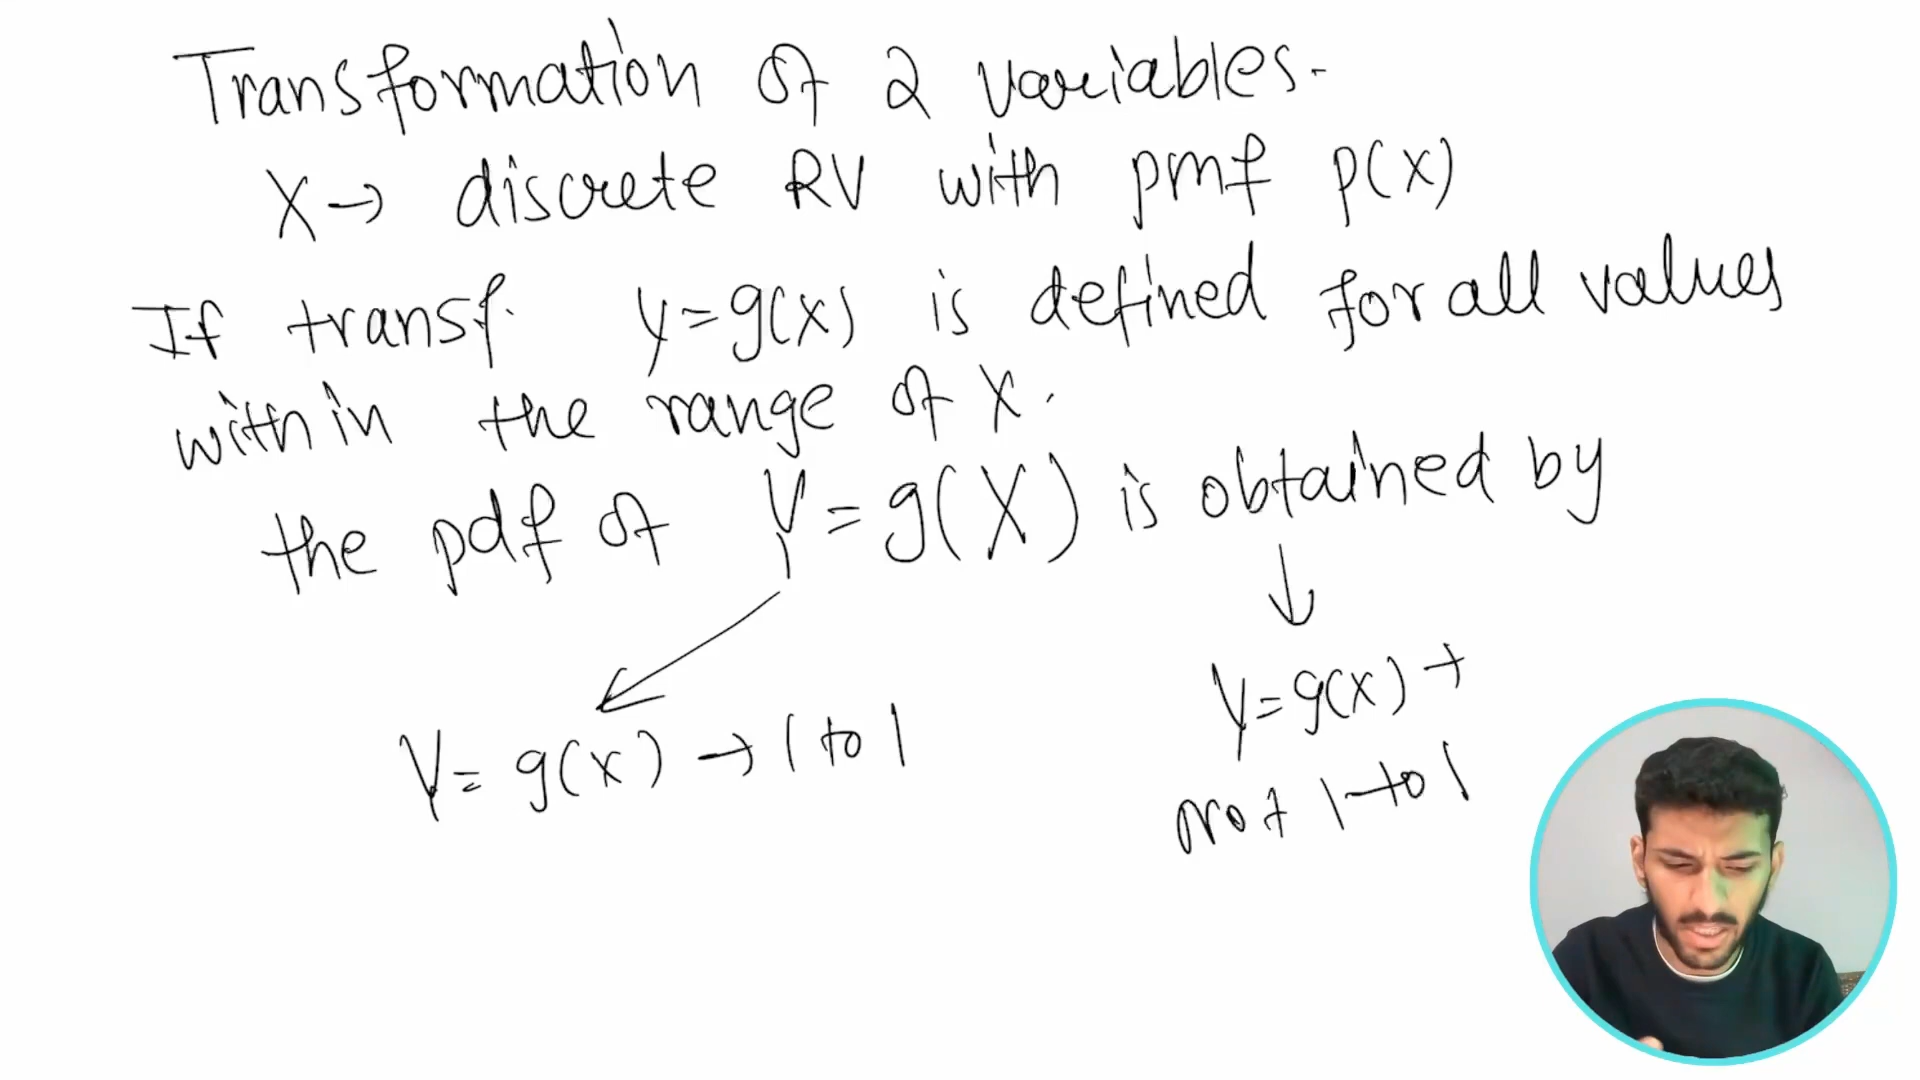 Transformation of 2 variables.
X → discrete RV with pmf p(x)
If transf. y=g(x) is defined for all values
within the range of X.
the pdf of Y = g(X) is obtained by
Y = g(x) → 1 to 1
y = g(x) →
not 1-to 1